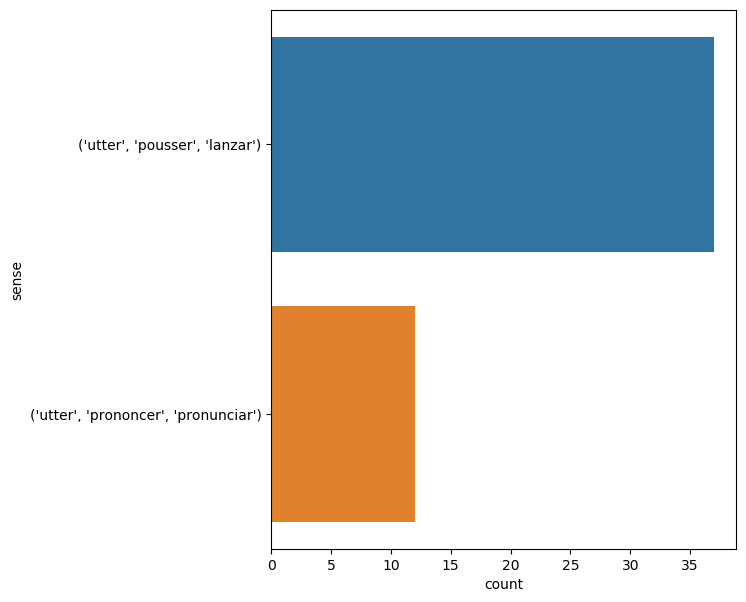 ('utter', 'pousser', 'lanzar')
('utter', 'prononcer', 'pronunciar')
sense
0 5 10 15 20 25 30 35
count